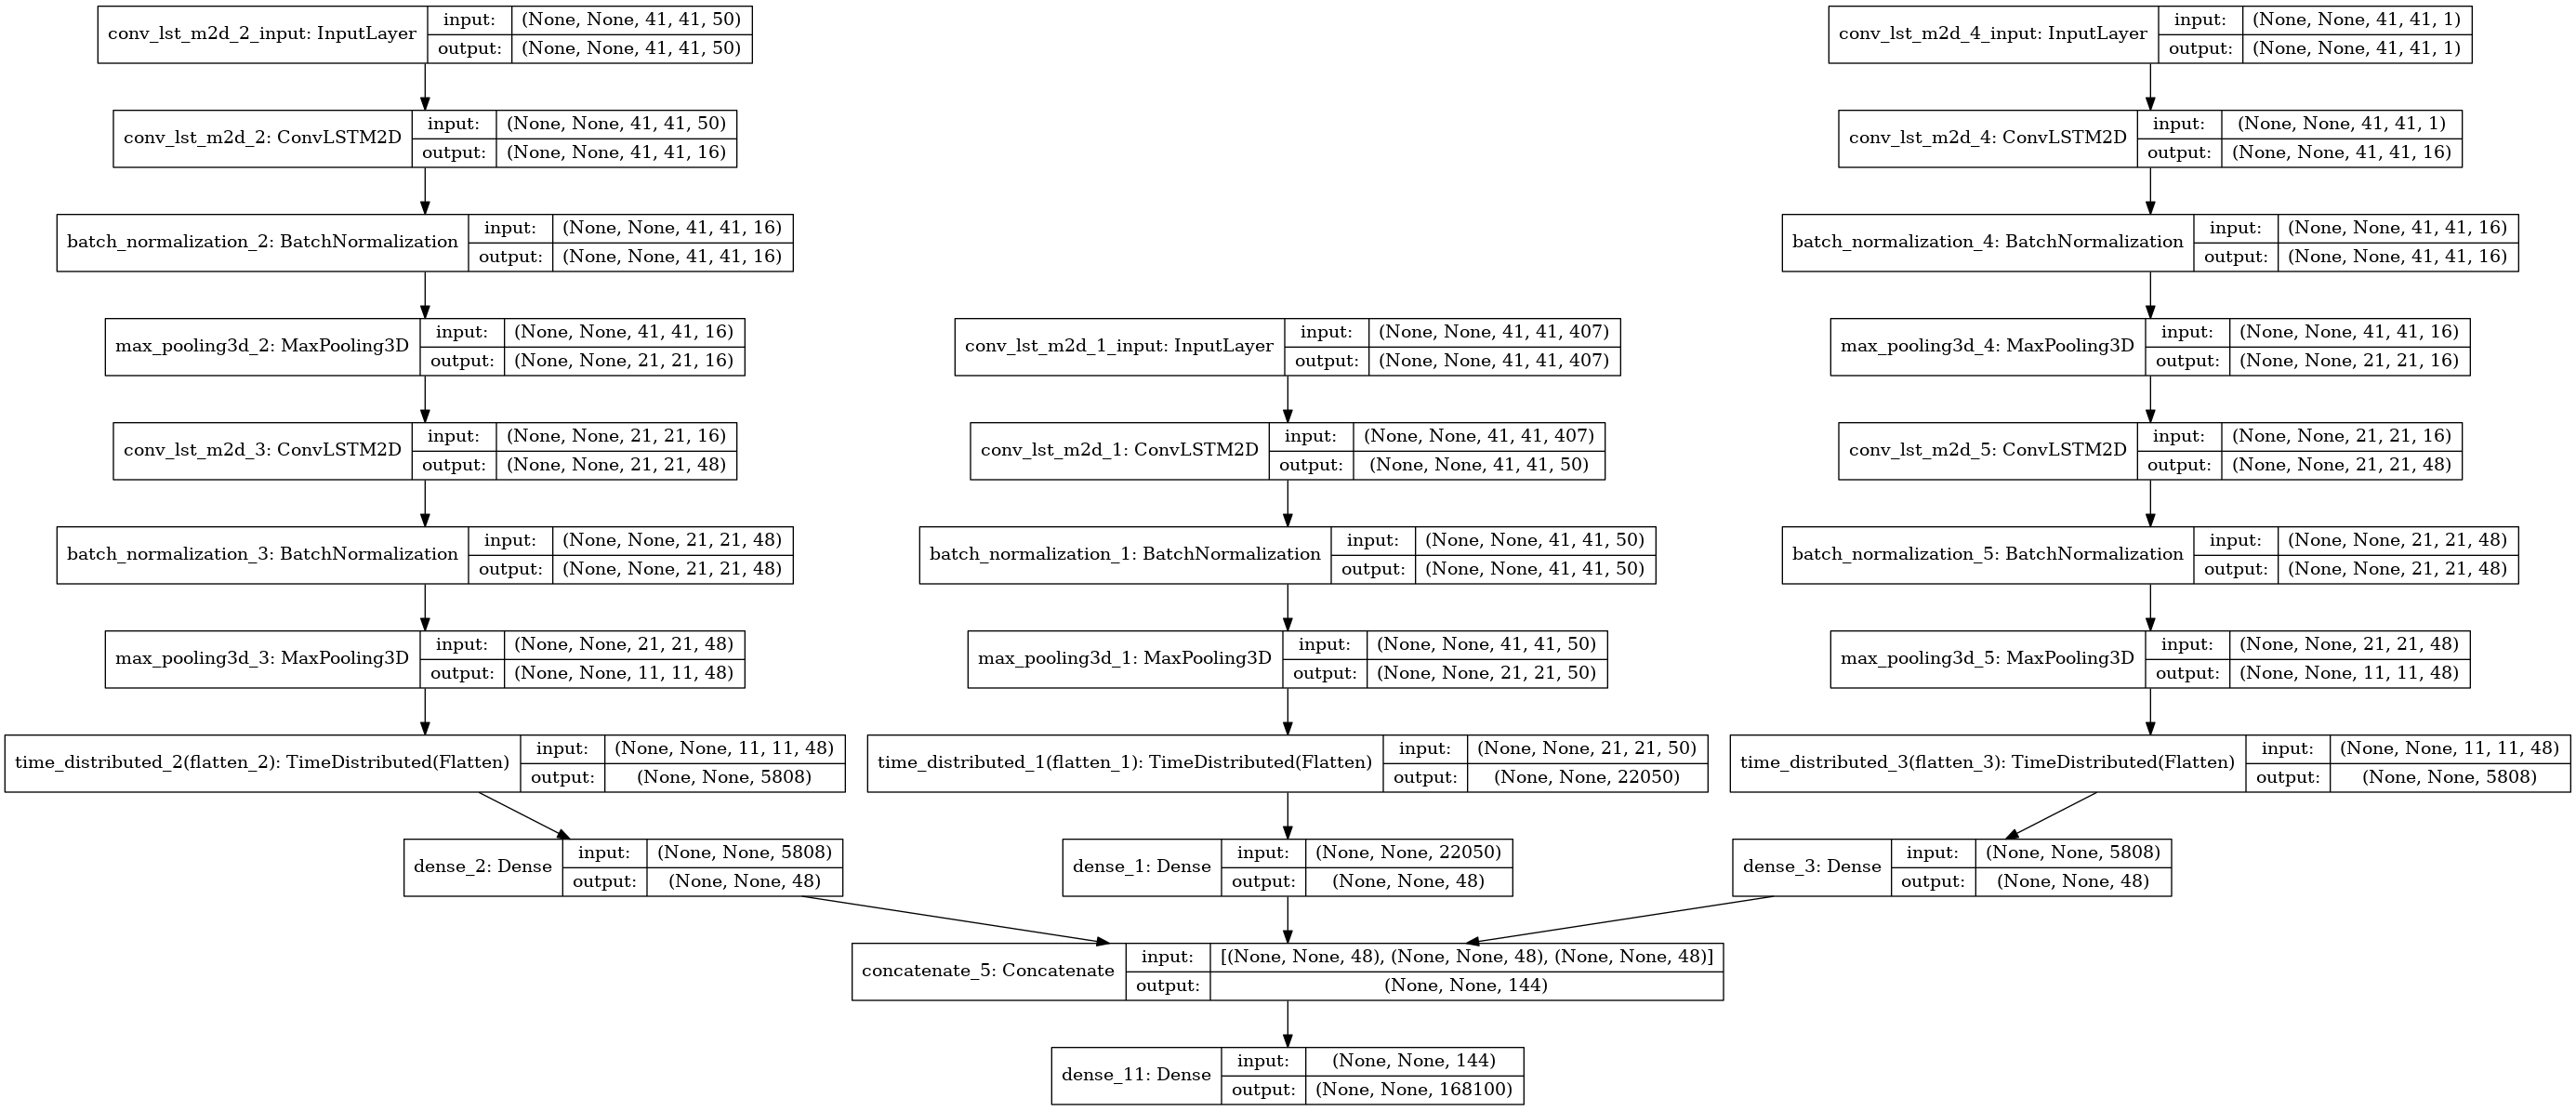 conv_lst_m2d_2_input: InputLayer
input: (None, None, 41, 41, 50)
output: (None, None, 41, 41, 50)
conv_lst_m2d_4_input: InputLayer
input: (None, None, 41, 41, 1)
output: (None, None, 41, 41, 1)
conv_lst_m2d_2: ConvLSTM2D
input: (None, None, 41, 41, 50)
output: (None, None, 41, 41, 16)
conv_lst_m2d_4: ConvLSTM2D
input: (None, None, 41, 41, 1)
output: (None, None, 41, 41, 16)
batch_normalization_2: BatchNormalization
input: (None, None, 41, 41, 16)
output: (None, None, 41, 41, 16)
batch_normalization_4: BatchNormalization
input: (None, None, 41, 41, 16)
output: (None, None, 41, 41, 16)
max_pooling3d_2: MaxPooling3D
input: (None, None, 41, 41, 16)
output: (None, None, 21, 21, 16)
conv_lst_m2d_1_input: InputLayer
input: (None, None, 41, 41, 407)
output: (None, None, 41, 41, 407)
max_pooling3d_4: MaxPooling3D
input: (None, None, 41, 41, 16)
output: (None, None, 21, 21, 16)
conv_lst_m2d_3: ConvLSTM2D
input: (None, None, 21, 21, 16)
output: (None, None, 21, 21, 48)
conv_lst_m2d_1: ConvLSTM2D
input: (None, None, 41, 41, 407)
output: (None, None, 41, 41, 50)
conv_lst_m2d_5: ConvLSTM2D
input: (None, None, 21, 21, 16)
output: (None, None, 21, 21, 48)
batch_normalization_3: BatchNormalization
input: (None, None, 21, 21, 48)
output: (None, None, 21, 21, 48)
batch_normalization_1: BatchNormalization
input: (None, None, 41, 41, 50)
output: (None, None, 41, 41, 50)
batch_normalization_5: BatchNormalization
input: (None, None, 21, 21, 48)
output: (None, None, 21, 21, 48)
max_pooling3d_3: MaxPooling3D
input: (None, None, 21, 21, 48)
output: (None, None, 11, 11, 48)
max_pooling3d_1: MaxPooling3D
input: (None, None, 41, 41, 50)
output: (None, None, 21, 21, 50)
max_pooling3d_5: MaxPooling3D
input: (None, None, 21, 21, 48)
output: (None, None, 11, 11, 48)
time_distributed_2(flatten_2): TimeDistributed(Flatten)
input: (None, None, 11, 11, 48)
output: (None, None, 5808)
time_distributed_1(flatten_1): TimeDistributed(Flatten)
input: (None, None, 21, 21, 50)
output: (None, None, 22050)
time_distributed_3(flatten_3): TimeDistributed(Flatten)
input: (None, None, 11, 11, 48)
output: (None, None, 5808)
dense_2: Dense
input: (None, None, 5808)
output: (None, None, 48)
dense_1: Dense
input: (None, None, 22050)
output: (None, None, 48)
dense_3: Dense
input: (None, None, 5808)
output: (None, None, 48)
concatenate_5: Concatenate
input: [(None, None, 48), (None, None, 48), (None, None, 48)]
output: (None, None, 144)
dense_11: Dense
input: (None, None, 144)
output: (None, None, 168100)